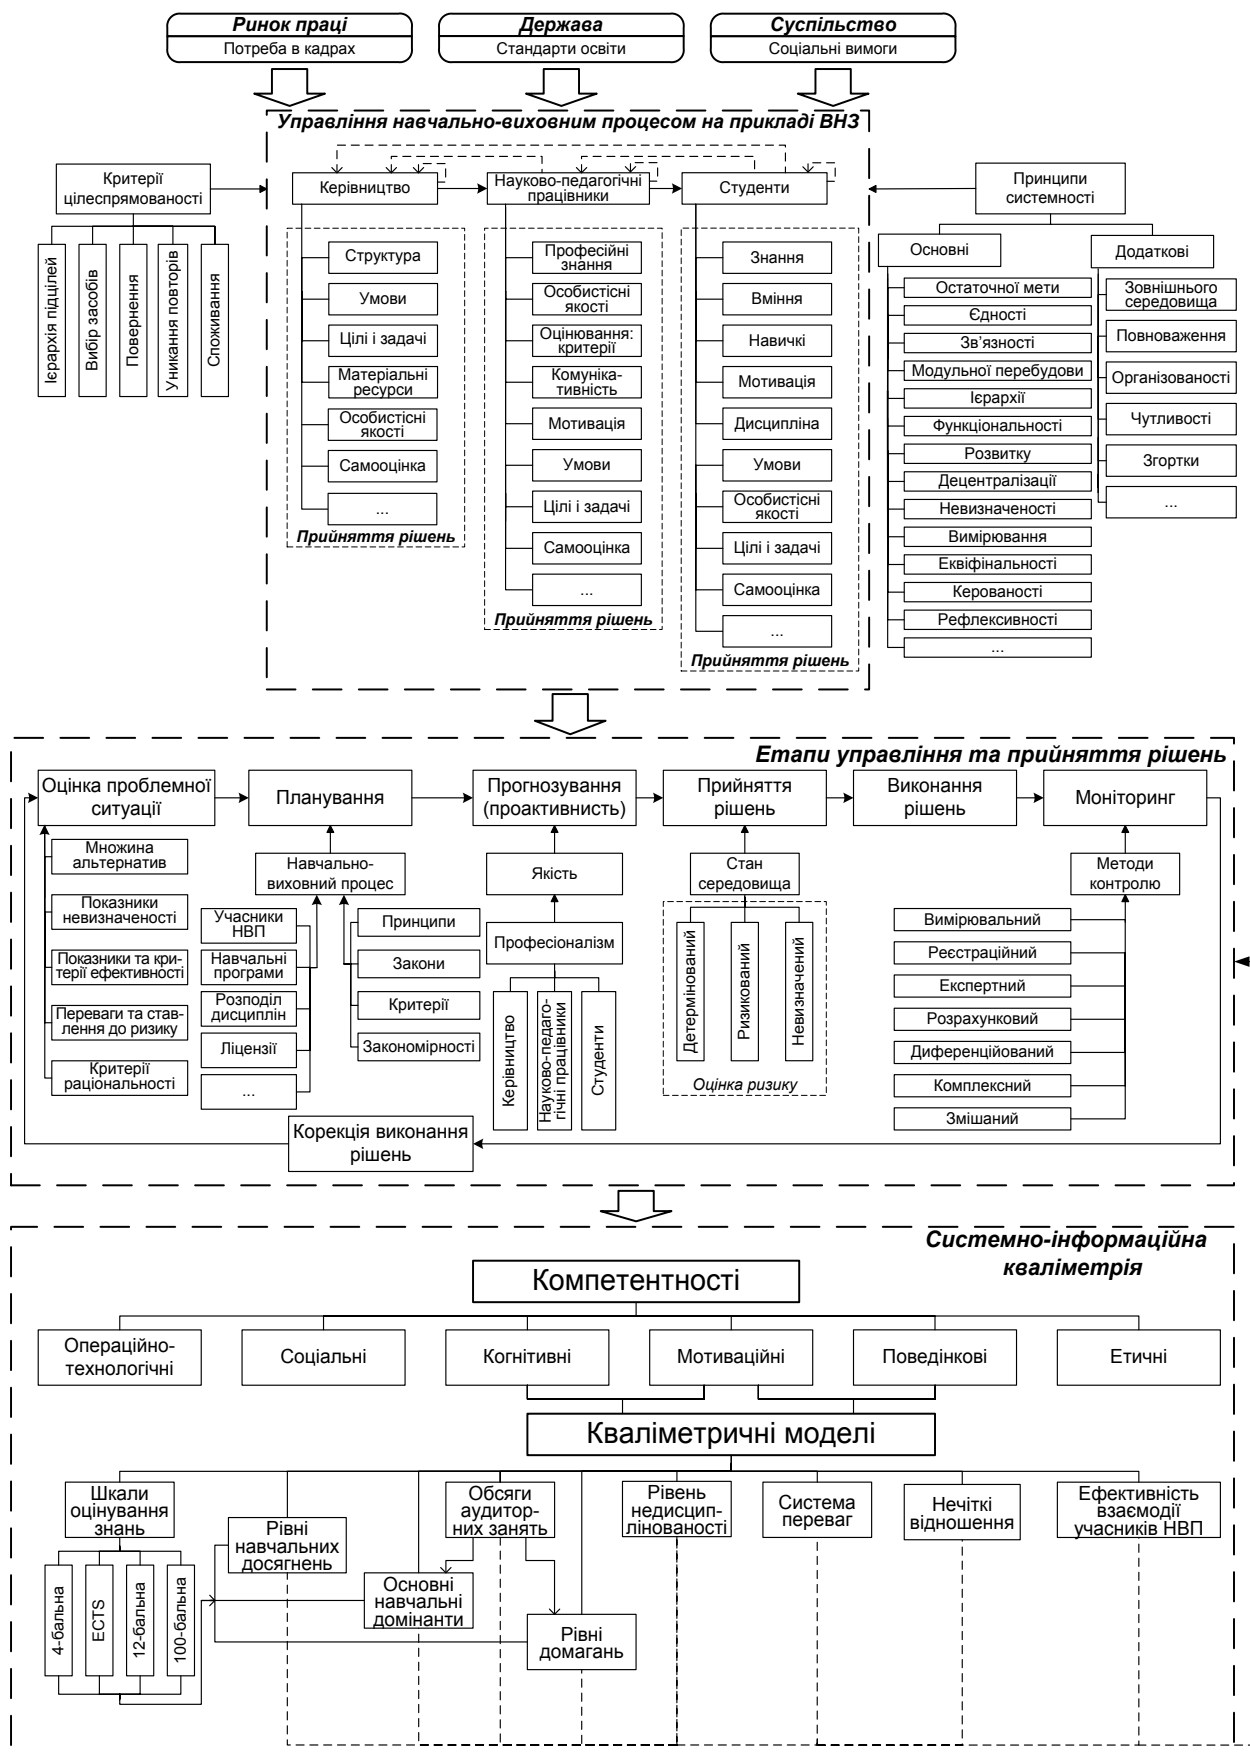 Ринок праці
Потреба в кадрах
Держава
Стандарти освіти
Суспільство
Соціальні вимоги
Управління навчально-виховним процесом на прикладі ВНЗ
Критерії
цілеспрямованості
Ієрархія підцілей
Вибір засобів
Повернення
Уникання повторів
Споживання
Керівництво
Структура
Умови
Цілі і задачі
Матеріальні
ресурси
Особистісні
якості
Самооцінка
...
Прийняття рішень
Науково-педагогічні
працівники
Професійні
знання
Особистісні
якості
Оцінювання:
критерії
Комуніка-
тивність
Мотивація
Умови
Цілі і задачі
Самооцінка
...
Прийняття рішень
Студенти
Знання
Вміння
Навичкі
Мотивація
Дисципліна
Умови
Особистісні
якості
Цілі і задачі
Самооцінка
...
Прийняття рішень
Принципи
системності
Основні
Остаточної мети
Єдності
Зв'язності
Модульної перебудови
Ієрархії
Функціональності
Розвитку
Децентралізації
Невизначеності
Вимірювання
Еквіфінальності
Керованості
Рефлексивності
...
Додаткові
Зовнішнього
середовища
Повноваження
Організованості
Чутливості
Згортки
...
Етапи управління та прийняття рішень
Оцінка проблемної
ситуації
Планування
Прогнозування
(проактивнисть)
Прийняття
рішень
Виконання
рішень
Моніторинг
Множина
альтернатив
Показники
невизначеності
Показники та кри-
терії ефективності
Переваги та став-
лення до ризику
Критерії
раціональності
Навчально-
виховний процес
Учасники
НВП
Навчальні
програми
Розподіл
дисциплін
Ліцензії
...
Принципи
Закони
Критерії
Закономірності
Якість
Професіоналізм
Керівництво
Науково-педаго-
гічні працівники
Студенти
Стан
середовища
Детермінований
Ризикований
Невизначений
Оцінка ризику
Методи
контролю
Вимірювальний
Реєстраційний
Експертний
Розрахунковий
Диференційований
Комплексний
Змішаний
Корекція виконання
рішень
Системно-інформаційна
кваліметрія
Компетентності
Операційно-
технологічні
Соціальні
Когнітивні
Мотиваційні
Поведінкові
Етичні
Кваліметричні моделі
Шкали
оцінування
знань
4-бальна
ECTS
12-бальна
100-бальна
Рівні
навчальних
досягнень
Основні
навчальні
домінанти
Обсяги
аудитор-
них занять
Рівні
домагань
Рівень
недисцип-
лінованості
Система
переваг
Нечіткі
відношення
Ефективність
взаємодії
учасників НВП